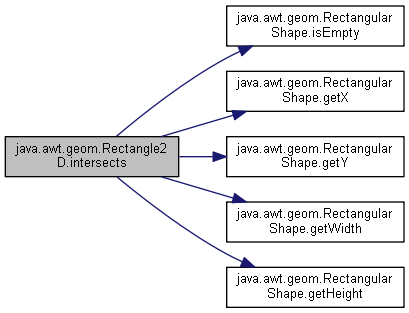 java.awt.geom.Rectangular
Shape.isEmpty
java.awt.geom.Rectangular
Shape.getX
java.awt.geom.Rectangle2
D.intersects
java.awt.geom.Rectangular
Shape.getY
java.awt.geom.Rectangular
Shape.getWidth
java.awt.geom.Rectangular
Shape.getHeight